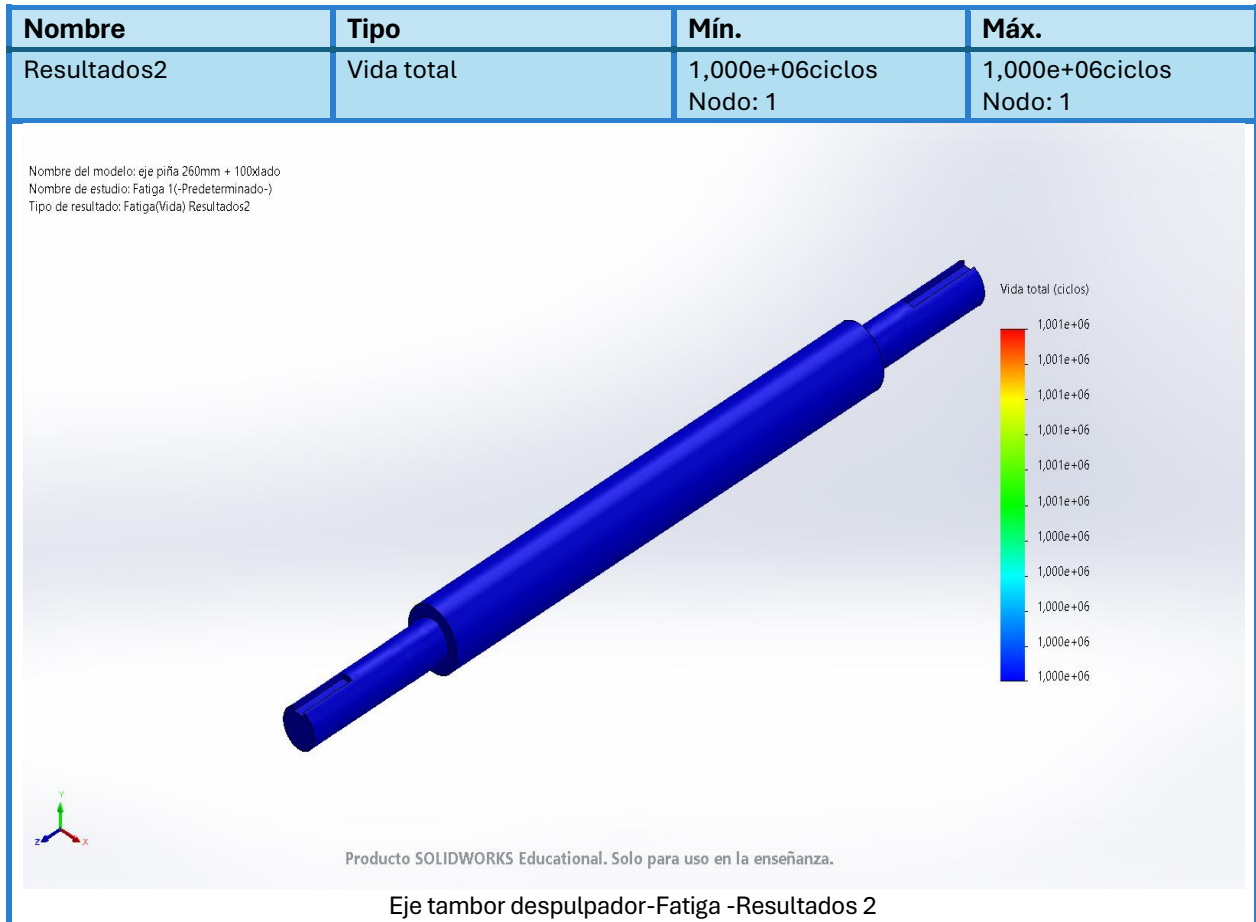 Nombre Tipo Mín. Máx.
Resultados2 Vida total 1,000e+06ciclos 1,000e+06ciclos
Nodo: 1 Nodo: 1
Nombre del modelo: eje piña 260mm + 100xlado
Nombre de estudio: Fatiga 1(-Predeterminado-)
Tipo de resultado: Fatiga(Vida) Resultados2
Vida total (ciclos)
1,001e+06
1,001e+06
1,001e+06
1,001e+06
1,001e+06
1,001e+06
1,000e+06
1,000e+06
1,000e+06
1,000e+06
1,000e+06
Y
Z X
Producto SOLIDWORKS Educational. Solo para uso en la enseñanza.
Eje tambor despulpador-Fatiga -Resultados 2